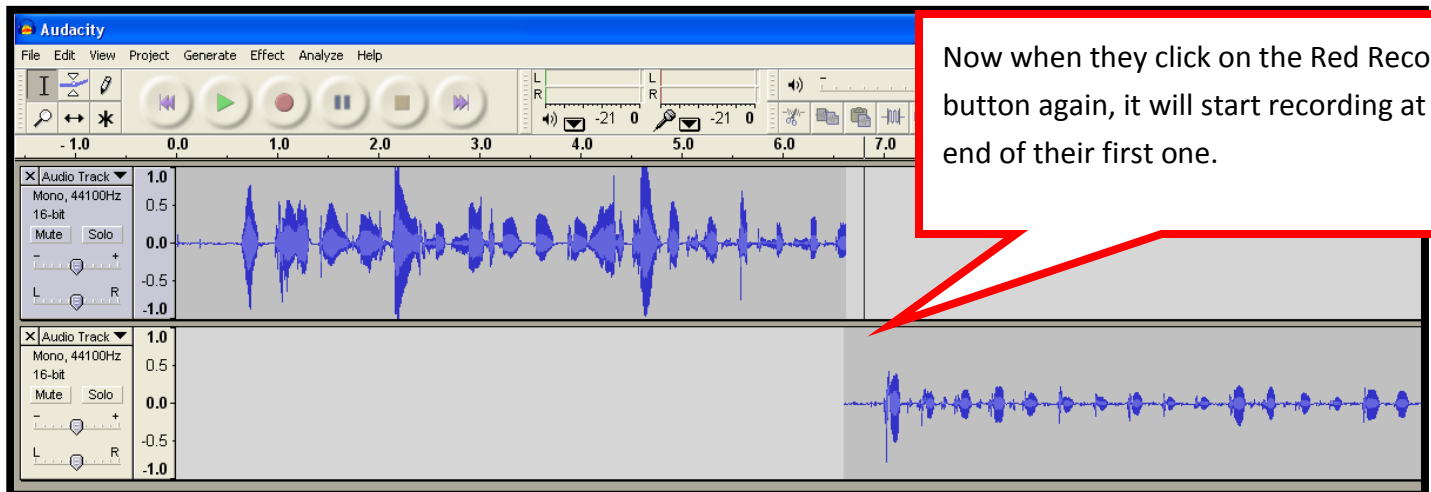 Audacity
File Edit View Project Generate Effect Analyze Help
Now when they click on the Red Reco
button again, it will start recording at
end of their first one.
L
R
L
R
-21 0
-21 0
- 1.0 0.0 1.0 2.0 3.0 4.0 5.0 6.0 7.0
X Audio Track
Mono, 44100Hz
16-bit
Mute Solo
- +
L R
1.0
0.5
0.0
-0.5
-1.0
X Audio Track
Mono, 44100Hz
16-bit
Mute Solo
- +
L R
1.0
0.5
0.0
-0.5
-1.0